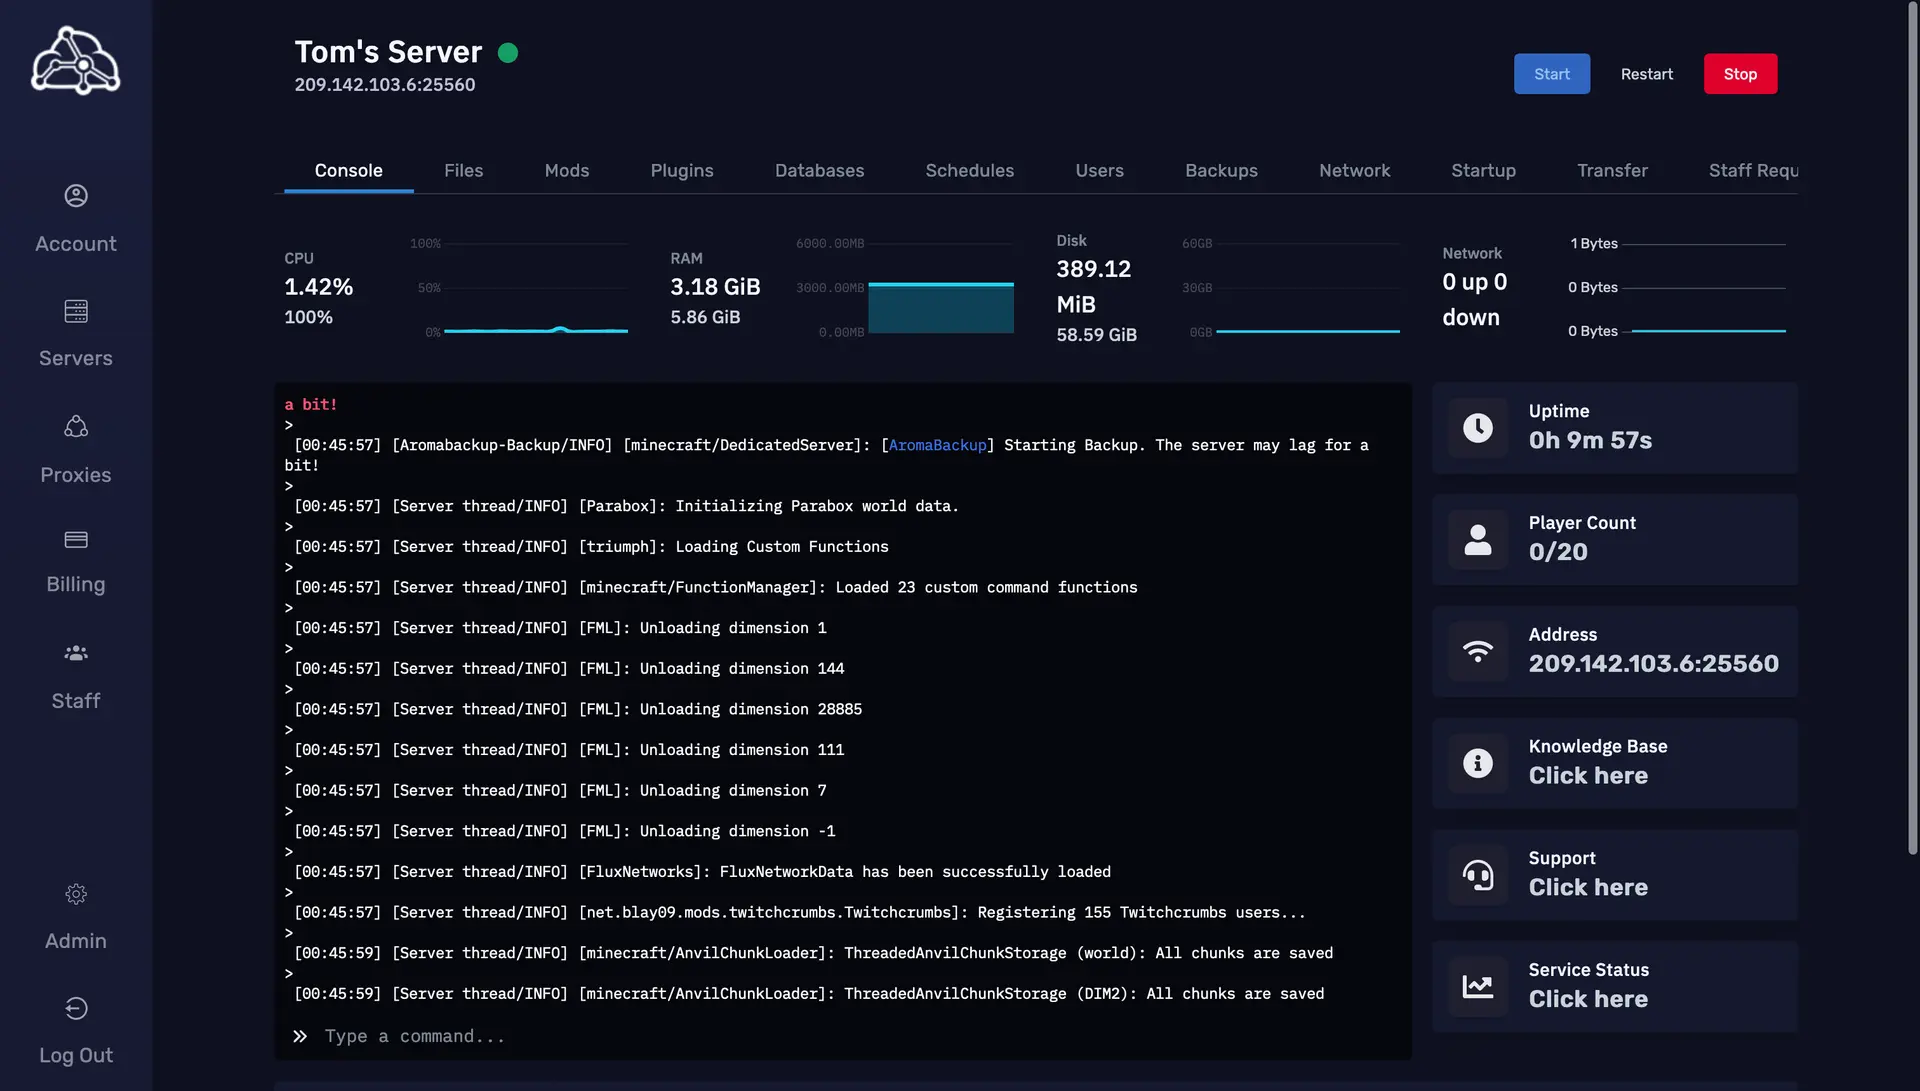 Tom's Server
209.142.103.6:25560
Start
Restart
Stop
Account
Servers
Proxies
Billing
Staff
Admin
Log Out
Console
Files
Mods
Plugins
Databases
Schedules
Users
Backups
Network
Startup
Transfer
Staff Requ
CPU
1.42%
100%
100%
50%
0%
RAM
3.18 GiB
5.86 GiB
6000.00MB
3000.00MB
0.00MB
Disk
389.12
MiB
58.59 GiB
60GB
30GB
0GB
Network
0 up 0
down
1 Bytes
0 Bytes
0 Bytes
a bit!
>
[00:45:57] [Aromabackup-Backup/INFO] [minecraft/DedicatedServer]: [AromaBackup] Starting Backup. The server may lag for a
bit!
>
[00:45:57] [Server thread/INFO] [Parabox]: Initializing Parabox world data.
>
[00:45:57] [Server thread/INFO] [triumph]: Loading Custom Functions
>
[00:45:57] [Server thread/INFO] [minecraft/FunctionManager]: Loaded 23 custom command functions
>
[00:45:57] [Server thread/INFO] [FML]: Unloading dimension 1
>
[00:45:57] [Server thread/INFO] [FML]: Unloading dimension 144
>
[00:45:57] [Server thread/INFO] [FML]: Unloading dimension 28885
>
[00:45:57] [Server thread/INFO] [FML]: Unloading dimension 111
>
[00:45:57] [Server thread/INFO] [FML]: Unloading dimension 7
>
[00:45:57] [Server thread/INFO] [FML]: Unloading dimension -1
>
[00:45:57] [Server thread/INFO] [FluxNetworks]: FluxNetworkData has been successfully loaded
>
[00:45:57] [Server thread/INFO] [net.blay09.mods.twitchcrumbs.Twitchcrumbs]: Registering 155 Twitchcrumbs users...
>
[00:45:59] [Server thread/INFO] [minecraft/AnvilChunkLoader]: ThreadedAnvilChunkStorage (world): All chunks are saved
>
[00:45:59] [Server thread/INFO] [minecraft/AnvilChunkLoader]: ThreadedAnvilChunkStorage (DIM2): All chunks are saved
» Type a command...
Uptime
0h 9m 57s
Player Count
0/20
Address
209.142.103.6:25560
Knowledge Base
Click here
Support
Click here
Service Status
Click here